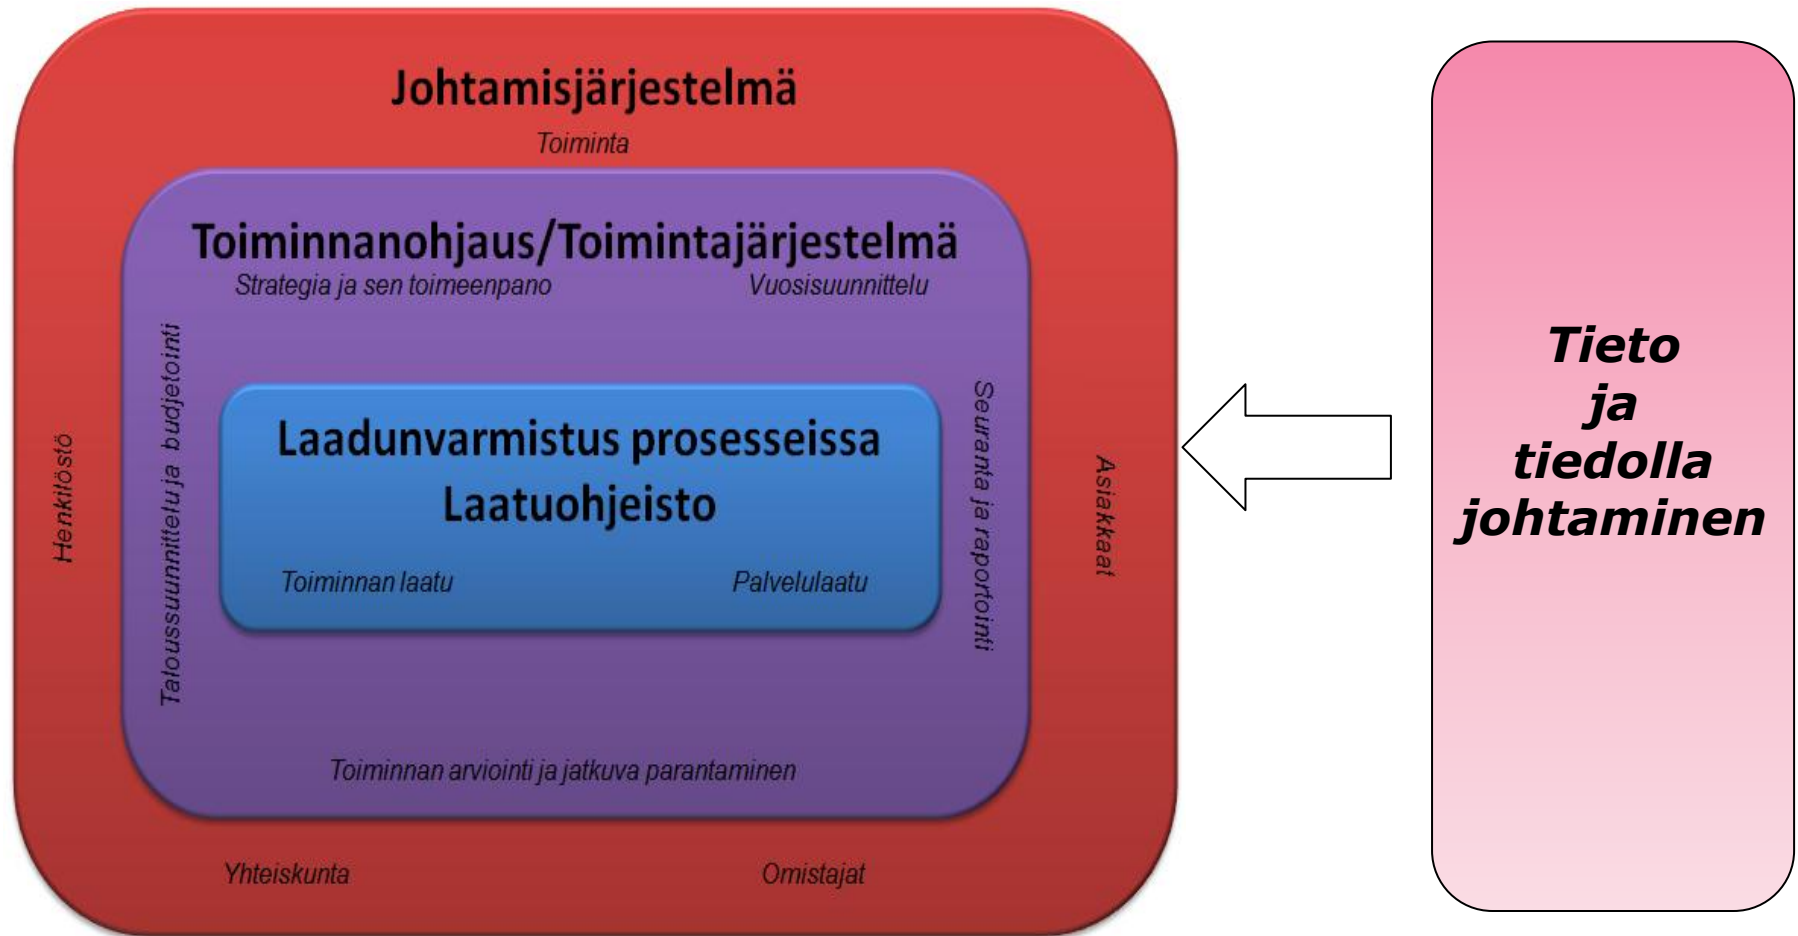 Johtamisjärjestelmä
Toiminta
Toiminnanohjaus/Toimintajärjestelmä
Strategia ja sen toimeenpano
Vuosisuunnittelu
Taloussuunnittelu ja budjetointi
Laadunvarmistus prosesseissa
Laatuohjeisto
Toiminnan laatu
Palvelulaatu
Seuranta ja raportointi
Toiminnan arviointi ja jatkuva parantaminen
Henkilöstö
Asiakkaat
Yhteiskunta
Omistajat
Tieto
ja
tiedolla
johtaminen